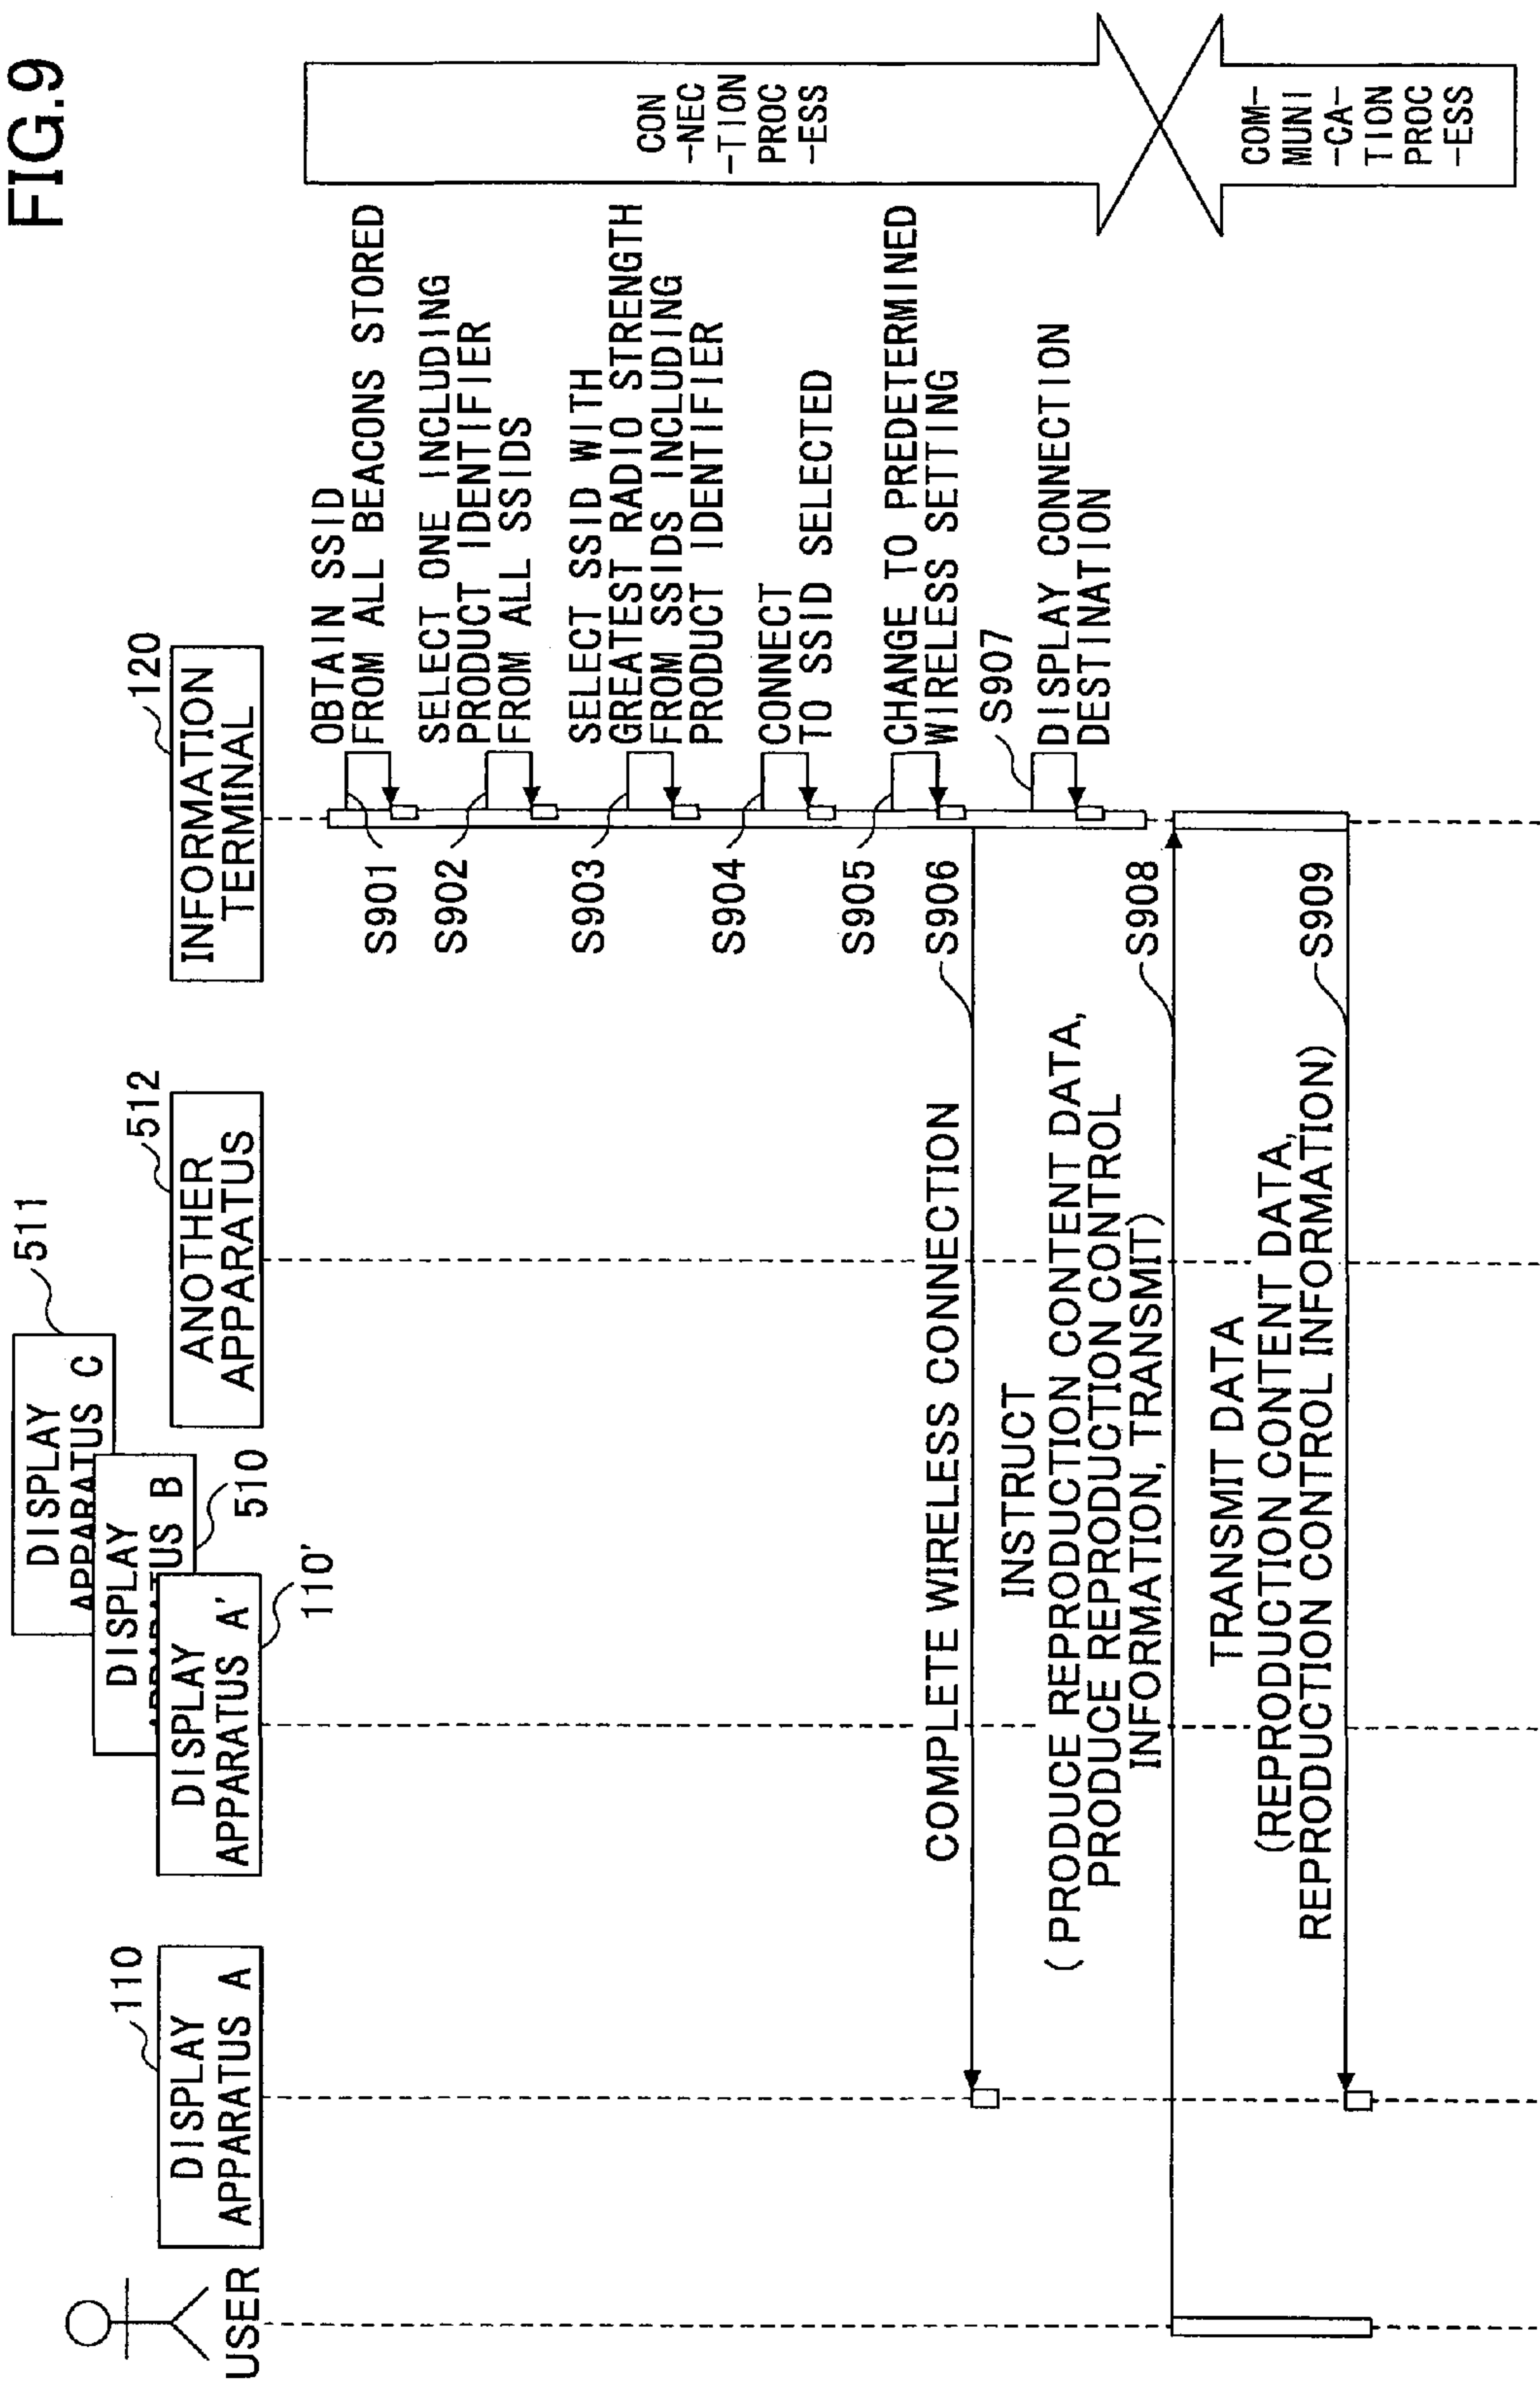 FIG.9
USER
110
DISPLAY
APPARATUS A
511
DISPLAY
APPARATUS C
DISPLAY
510
DISPLAY
APPARATUS A'
110'
512
ANOTHER
APPARATUS
120
INFORMATION
TERMINAL
S901
OBTAIN SSID
FROM ALL BEACONS STORED
S902
SELECT ONE INCLUDING
PRODUCT IDENTIFIER
FROM ALL SSIDS
S903
SELECT SSID WITH
GREATEST RADIO STRENGTH
FROM SSIDS INCLUDING
PRODUCT IDENTIFIER
S904
CONNECT
TO SSID SELECTED
S905
CHANGE TO PREDETERMINED
WIRELESS SETTING
COMPLETE WIRELESS CONNECTION
S906
S907
DISPLAY CONNECTION
DESTINATION
INSTRUCT
( PRODUCE REPRODUCTION CONTENT DATA,
PRODUCE REPRODUCTION CONTROL
INFORMATION, TRANSMIT)
S908
TRANSMIT DATA
(REPRODUCTION CONTENT DATA,
REPRODUCTION CONTROL INFORMATION)
S909
CON
-NEC
-TION
PROC
-ESS
COM-
MUNI
-CA-
TION
PROC
-ESS